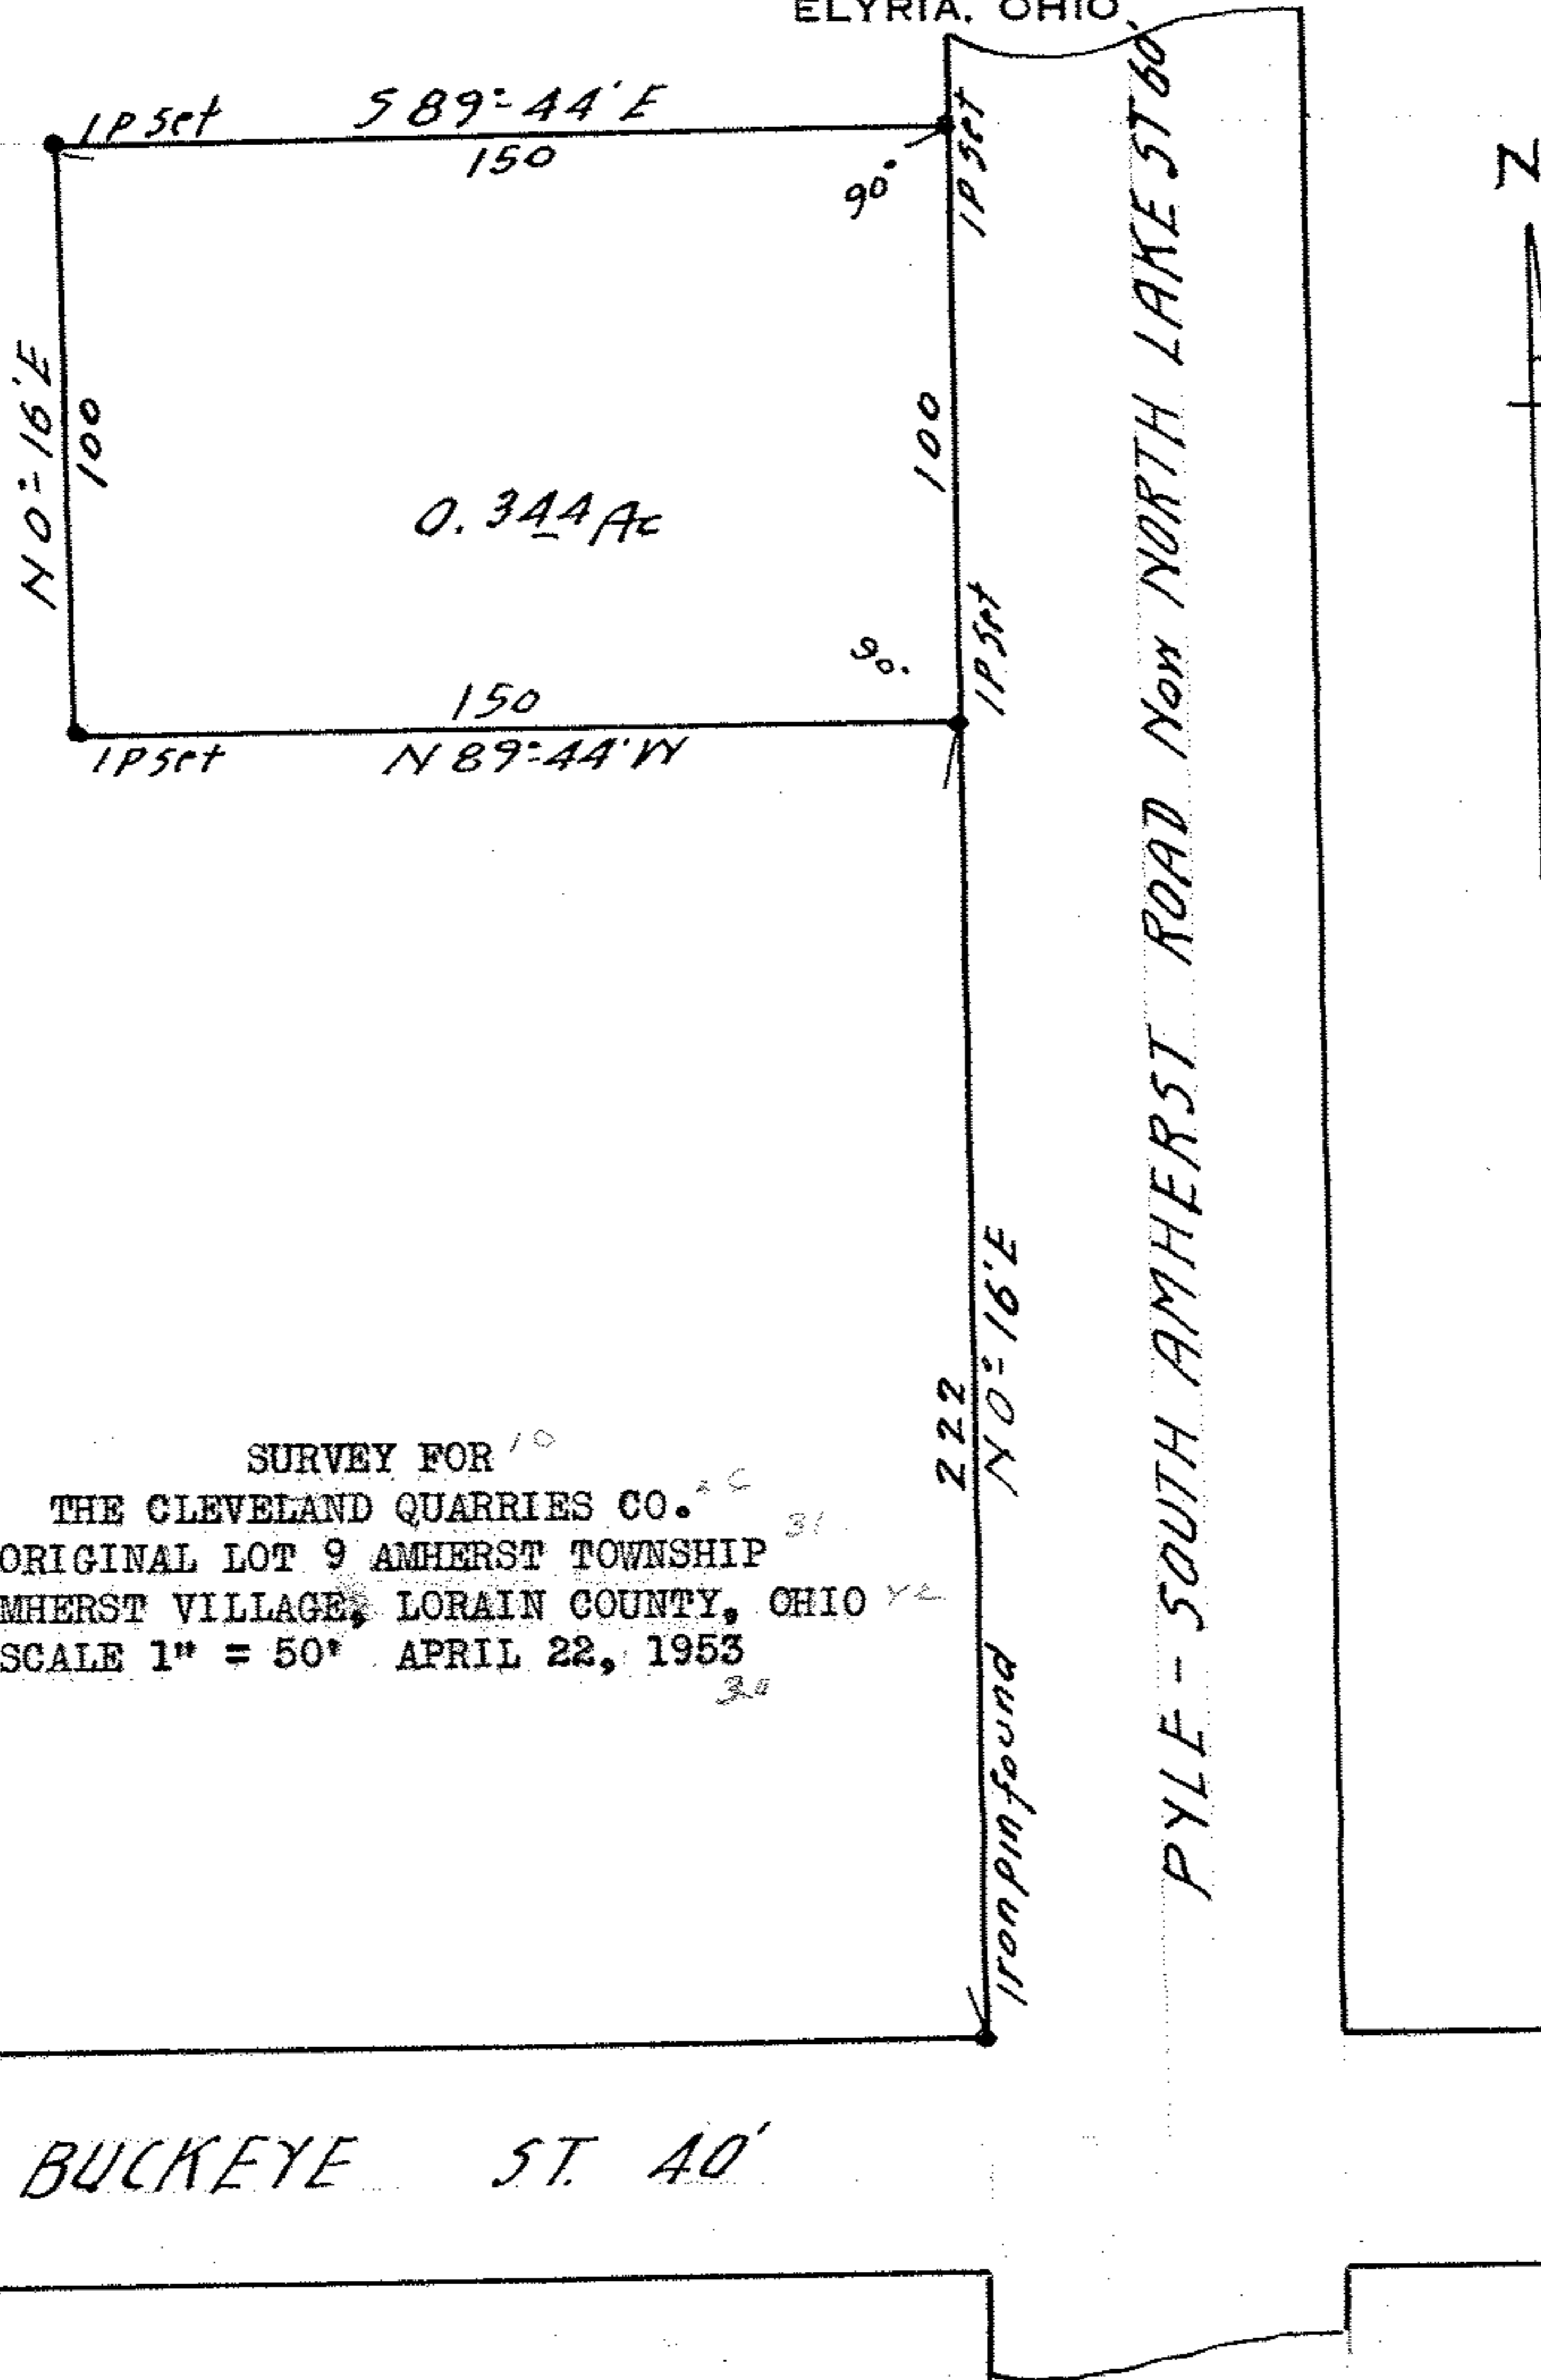 ELYRIA, OHIO
IP Set S 89°-44' E
150
90°
IP Set
N 0°-16' E
100
100
0.344 Ac
90°
IP Set
150
IP Set N 89°-44' W
N
PYLE - SOUTH AMHERST ROAD NOW NORTH LAKE ST 60'
222
N 0°-16' E
Iron pin found
SURVEY FOR 10
THE CLEVELAND QUARRIES CO.
31
ORIGINAL LOT 9 AMHERST TOWNSHIP
MHERST VILLAGE, LORAIN COUNTY, OHIO
SCALE 1" = 50' APRIL 22, 1953
BUCKEYE ST. 40'